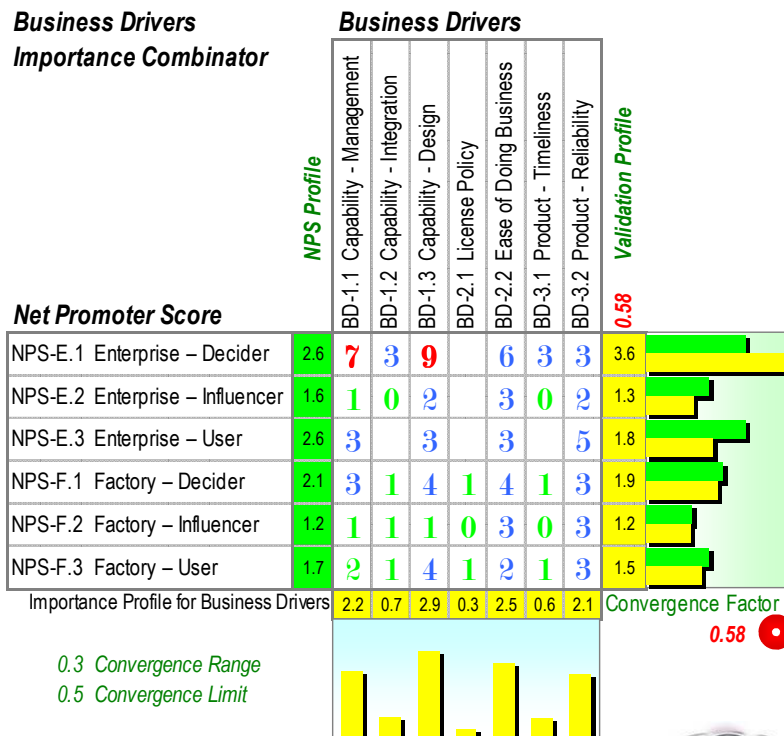 Business Drivers
Importance Combinator
Business Drivers
NPS Profile
BD-1.1 Capability - Management
BD-1.2 Capability - Integration
BD-1.3 Capability - Design
BD-2.1 License Policy
BD-2.2 Ease of Doing Business
BD-3.1 Product - Timeliness
BD-3.2 Product - Reliability
0.58 Validation Profile
Net Promoter Score
NPS-E.1 Enterprise – Decider 2.6 7 3 9 6 3 3 3.6
NPS-E.2 Enterprise – Influencer 1.6 1 0 2 3 0 2 1.3
NPS-E.3 Enterprise – User 2.6 3 3 3 5 1.8
NPS-F.1 Factory – Decider 2.1 3 1 4 1 4 1 3 1.9
NPS-F.2 Factory – Influencer 1.2 1 1 1 0 3 0 3 1.2
NPS-F.3 Factory – User 1.7 2 1 4 1 2 1 3 1.5
Importance Profile for Business Drivers 2.2 0.7 2.9 0.3 2.5 0.6 2.1 Convergence Factor
0.58
0.3 Convergence Range
0.5 Convergence Limit